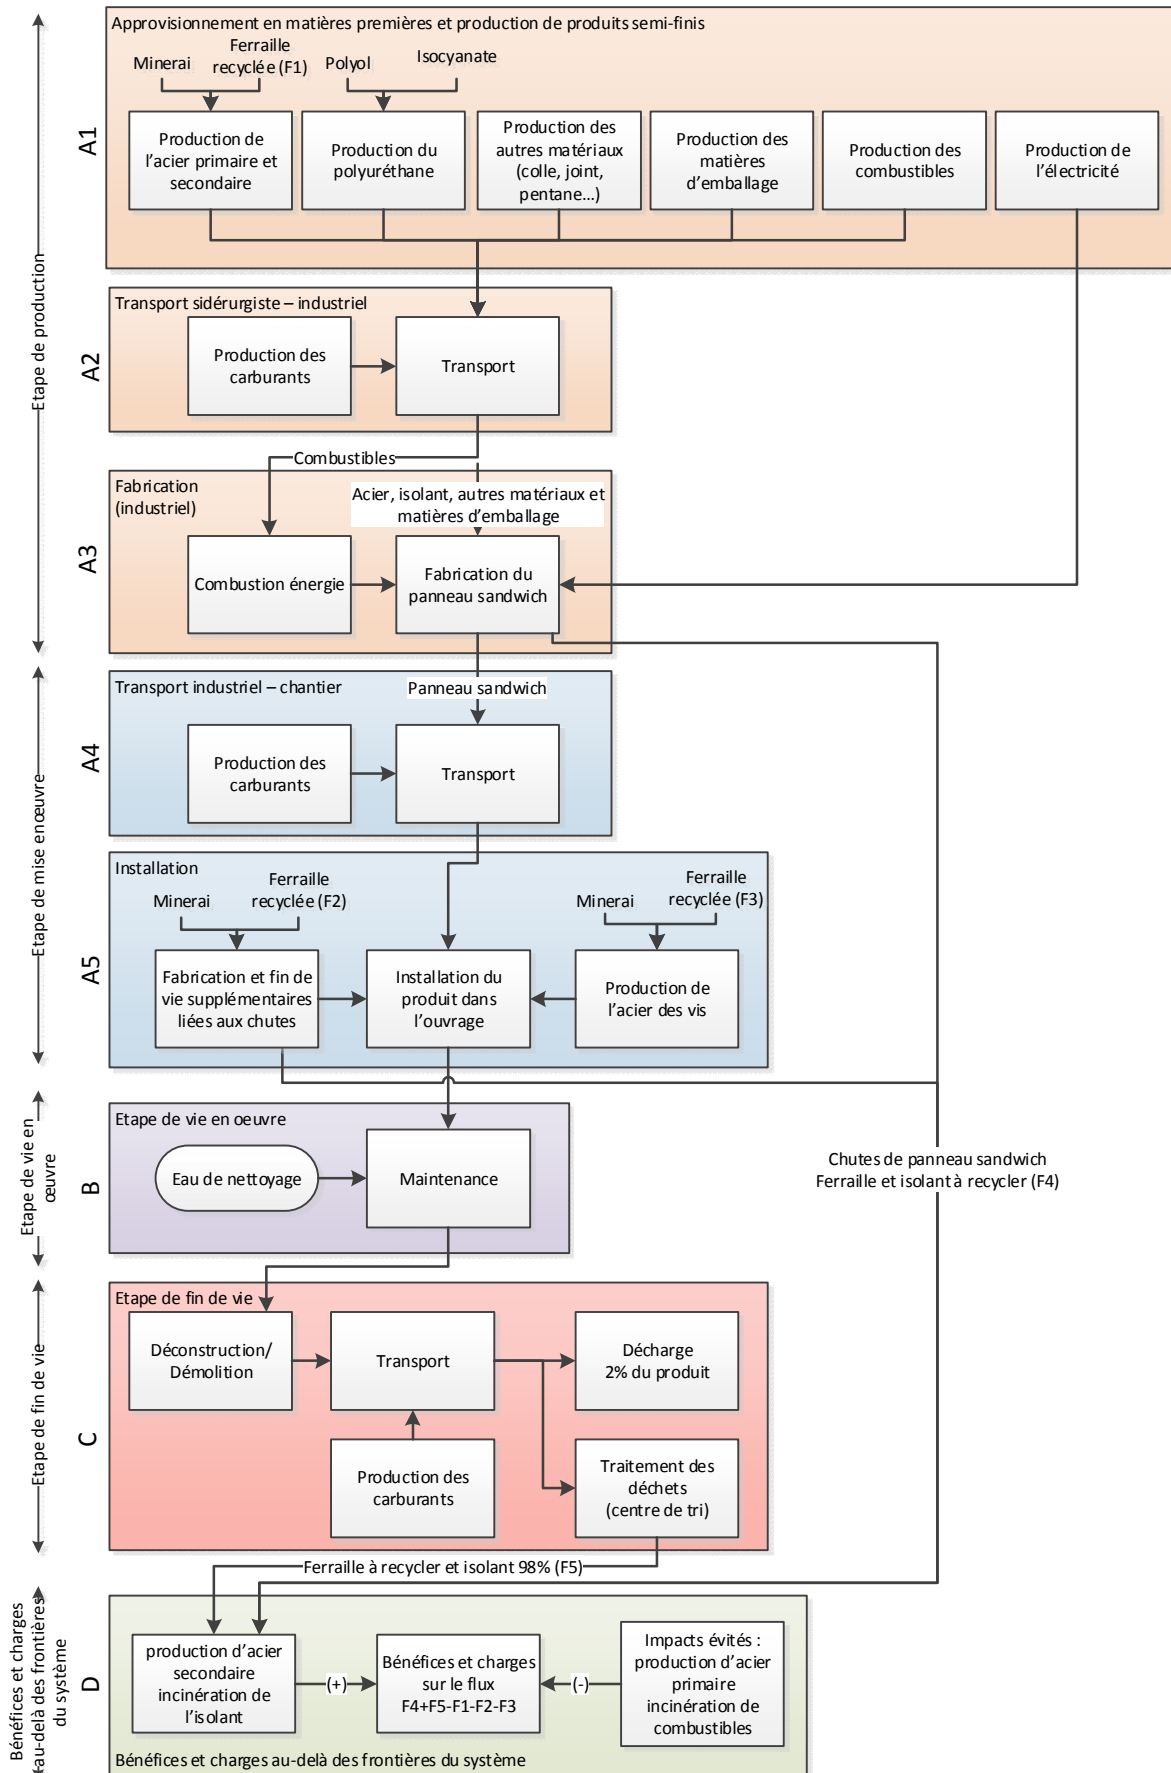 Approvisionnement en matières premières et production de produits semi-finis
Minerai
Ferraille
recyclée (F1)
Polyol
Isocyanate
A1
Production de
l'acier primaire et
secondaire
Production du
polyuréthane
Production des
autres matériaux
(colle, joint,
pentane…)
Production des
matières
d'emballage
Production des
combustibles
Production de
l'électricité
Etape de production
Transport sidérurgiste – industriel
A2
Production des
carburants
Transport
Combustibles
Fabrication
(industriel)
Acier, isolant, autres matériaux et
matières d'emballage
A3
Combustion énergie
Fabrication du
panneau sandwich
Transport industriel – chantier
Panneau sandwich
A4
Production des
carburants
Transport
Etape de mise en œuvre
Installation
Minerai
Ferraille
recyclée (F2)
Minerai
Ferraille
recyclée (F3)
A5
Fabrication et fin de
vie supplémentaires
liées aux chutes
Installation du
produit dans
l'ouvrage
Production de
l'acier des vis
Etape de vie en
œuvre
Etape de vie en oeuvre
B
Eau de nettoyage
Maintenance
Chutes de panneau sandwich
Ferraille et isolant à recycler (F4)
Etape de fin de vie
Etape de fin de vie
C
Déconstruction/
Démolition
Transport
Décharge
2% du produit
Production des
carburants
Traitement des
déchets
(centre de tri)
Ferraille à recycler et isolant 98% (F5)
Bénéfices et charges
au-delà des frontières
du système
D
production d'acier
secondaire
incinération de
l'isolant
(+)
Bénéfices et charges
sur le flux
F4+F5-F1-F2-F3
(-)
Impacts évités :
production d'acier
primaire
incinération de
combustibles
Bénéfices et charges au-delà des frontières du système